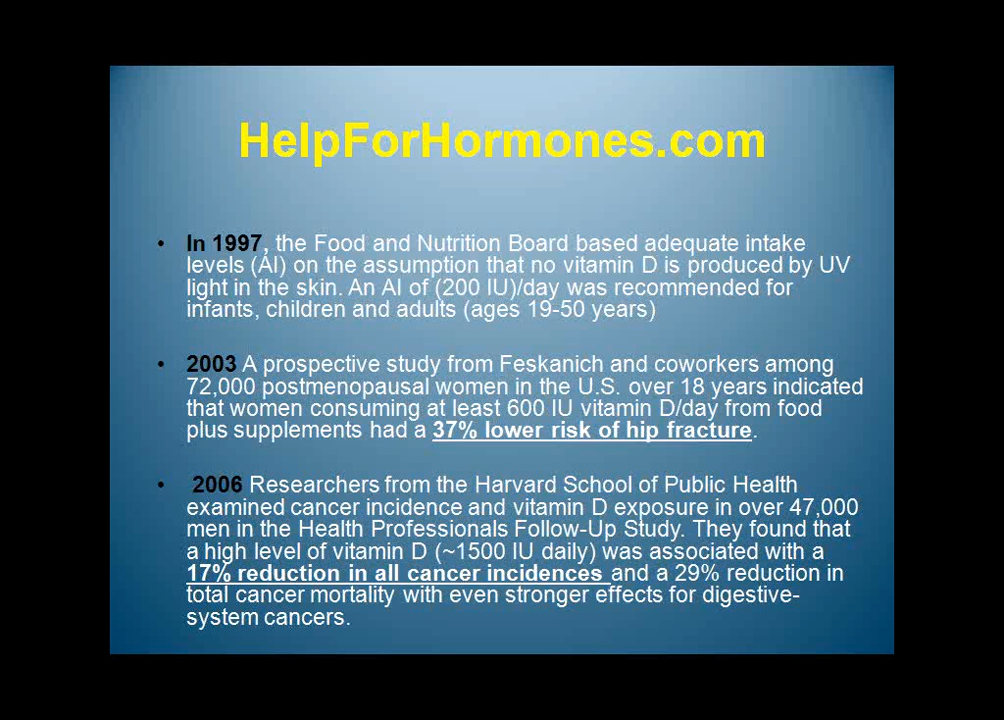 HelpForHormones.com
• In 1997, the Food and Nutrition Board based adequate intake
levels (AI) on the assumption that no vitamin D is produced by UV
light in the skin. An AI of (200 IU)/day was recommended for
infants, children and adults (ages 19-50 years)
• 2003 A prospective study from Feskanich and coworkers among
72,000 postmenopausal women in the U.S. over 18 years indicated
that women consuming at least 600 IU vitamin D/day from food
plus supplements had a 37% lower risk of hip fracture.
• 2006 Researchers from the Harvard School of Public Health
examined cancer incidence and vitamin D exposure in over 47,000
men in the Health Professionals Follow-Up Study. They found that
a high level of vitamin D (~1500 IU daily) was associated with a
17% reduction in all cancer incidences and a 29% reduction in
total cancer mortality with even stronger effects for digestive-
system cancers.